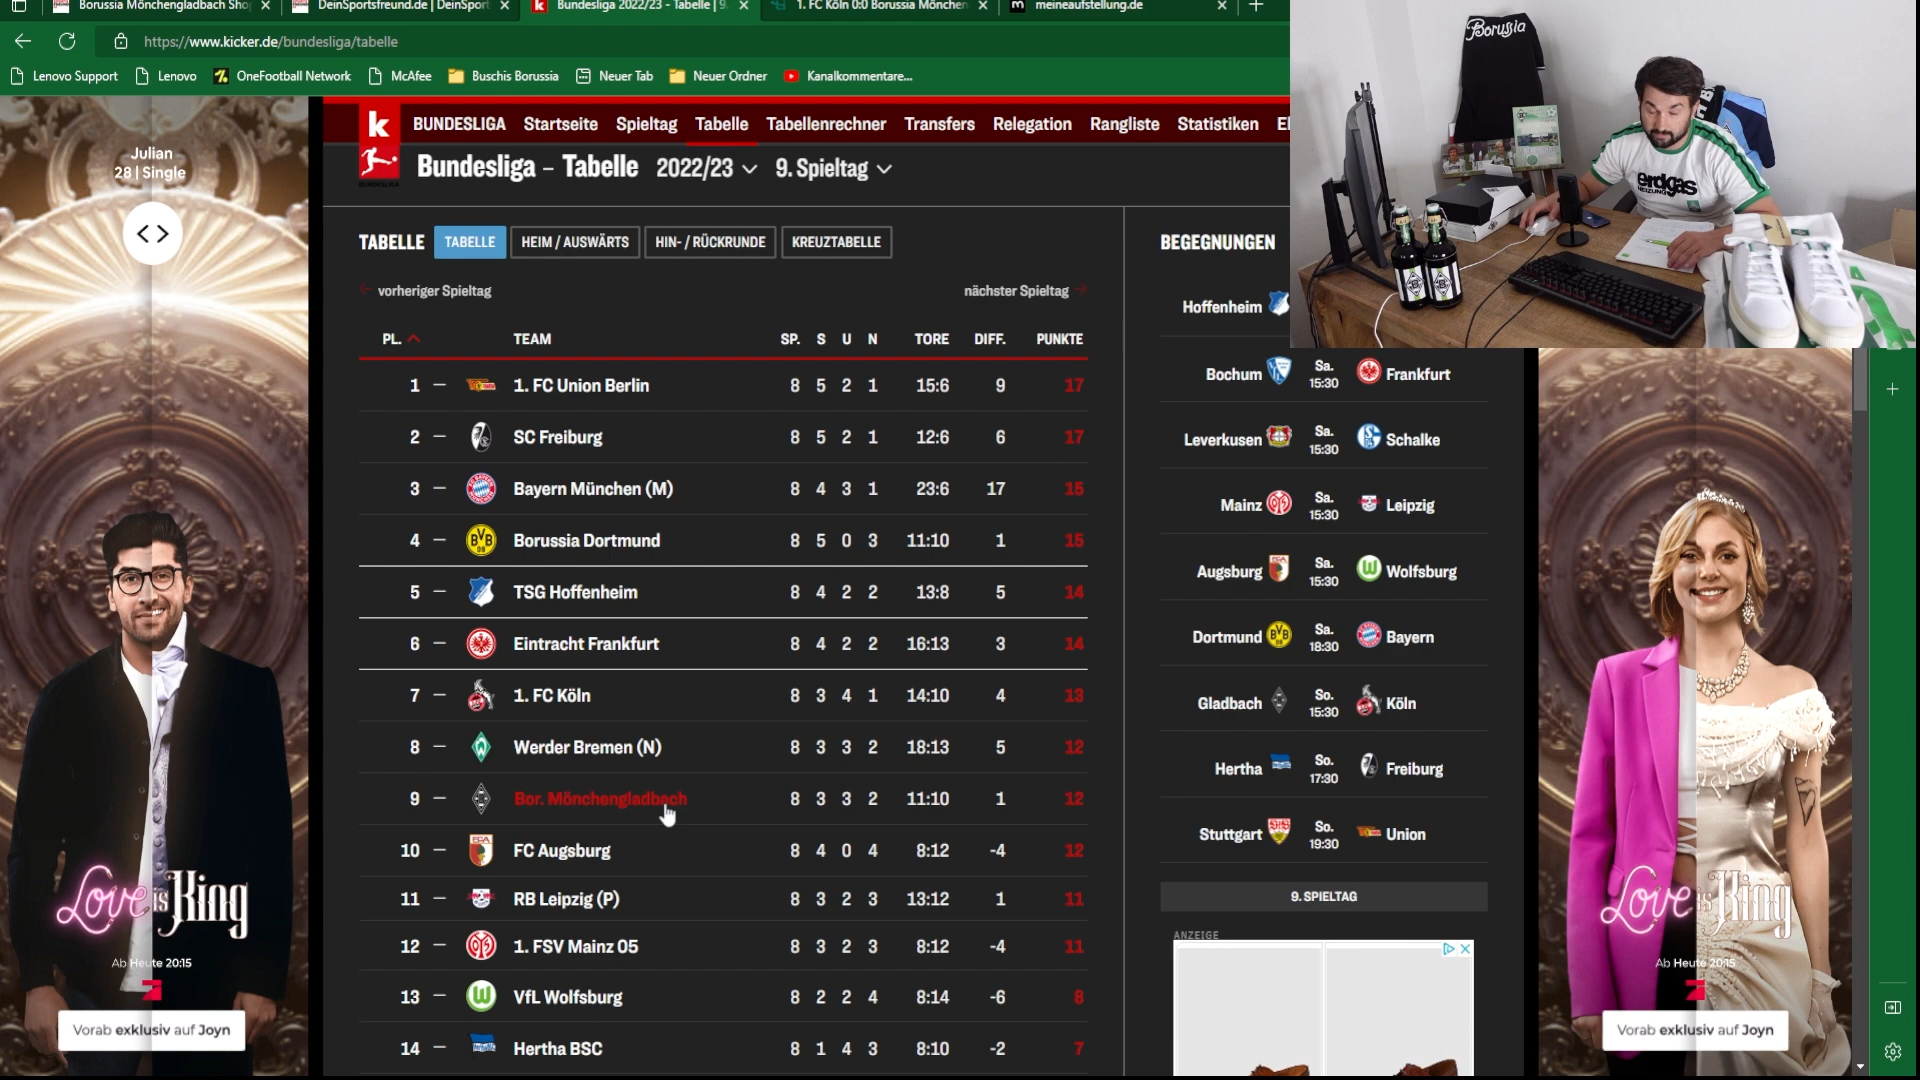 Borussia Mönchengladbach Shop
DeinSportsfreund.de | DeinSport
Bundesliga 2022/23 - Tabelle | 9.
1. FC Köln 0:0 Borussia Mönchen
meineaufstellung.de
https://www.kicker.de/bundesliga/tabelle
Lenovo Support
Lenovo
OneFootball Network
McAfee
Buschis Borussia
Neuer Tab
Neuer Ordner
Kanalkommentare...
Borussia
erdgas
HEIZUNG
Julian
28 | Single
k
BUNDESLIGA
BUNDESLIGA Startseite Spieltag Tabelle Tabellenrechner Transfers Relegation Rangliste Statistiken
Bundesliga – Tabelle 2022/23 9. Spieltag
TABELLE TABELLE HEIM / AUSWÄRTS HIN- / RÜCKRUNDE KREUZTABELLE
vorheriger Spieltag nächster Spieltag
PL. TEAM SP. S U N TORE DIFF. PUNKTE
1 – 1. FC Union Berlin 8 5 2 1 15:6 9 17
2 – SC Freiburg 8 5 2 1 12:6 6 17
3 – Bayern München (M) 8 4 3 1 23:6 17 15
4 – Borussia Dortmund 8 5 0 3 11:10 1 15
5 – TSG Hoffenheim 8 4 2 2 13:8 5 14
6 – Eintracht Frankfurt 8 4 2 2 16:13 3 14
7 – 1. FC Köln 8 3 4 1 14:10 4 13
8 – Werder Bremen (N) 8 3 3 2 18:13 5 12
9 – Bor. Mönchengladbach 8 3 3 2 11:10 1 12
10 – FC Augsburg 8 4 0 4 8:12 -4 12
11 – RB Leipzig (P) 8 3 2 3 13:12 1 11
12 – 1. FSV Mainz 05 8 3 2 3 8:12 -4 11
13 – VfL Wolfsburg 8 2 2 4 8:14 -6 8
14 – Hertha BSC 8 1 4 3 8:10 -2 7
BEGEGNUNGEN
Hoffenheim
Bochum Sa. 15:30 Frankfurt
Leverkusen Sa. 15:30 Schalke
Mainz Sa. 15:30 Leipzig
Augsburg Sa. 15:30 Wolfsburg
Dortmund Sa. 18:30 Bayern
Gladbach So. 15:30 Köln
Hertha So. 17:30 Freiburg
Stuttgart So. 19:30 Union
9. SPIELTAG
ANZEIGE
Love is King
Ab Heute 20:15
Vorab exklusiv auf Joyn
Love is King
Ab Heute 20:15
Vorab exklusiv auf Joyn